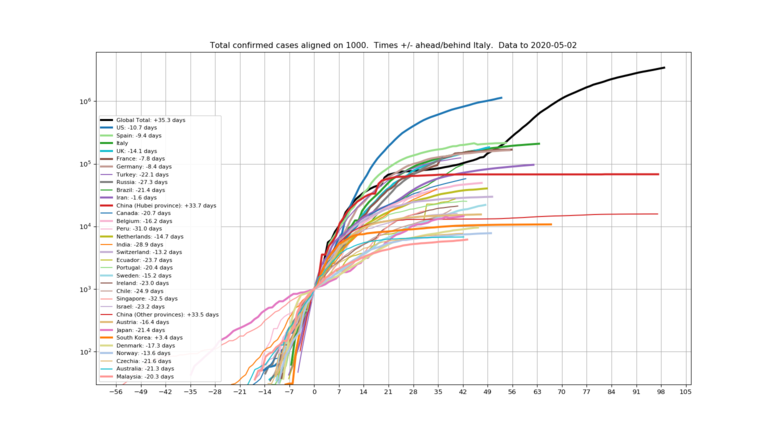 Total confirmed cases aligned on 1000.  Times +/- ahead/behind Italy.  Data to 2020-05-02
10⁶
10⁵
10⁴
10³
10²
Global Total: +35.3 days
US: -10.7 days
Spain: -9.4 days
Italy
UK: -14.1 days
France: -7.8 days
Germany: -8.4 days
Turkey: -22.1 days
Russia: -27.3 days
Brazil: -21.4 days
Iran: -1.6 days
China (Hubei province): +33.7 days
Canada: -20.7 days
Belgium: -16.2 days
Peru: -31.0 days
Netherlands: -14.7 days
India: -28.9 days
Switzerland: -13.2 days
Ecuador: -23.7 days
Portugal: -20.4 days
Sweden: -15.2 days
Ireland: -23.0 days
Chile: -24.9 days
Singapore: -32.5 days
Israel: -23.2 days
China (Other provinces): +33.5 days
Austria: -16.4 days
Japan: -21.4 days
South Korea: +3.4 days
Denmark: -17.3 days
Norway: -13.6 days
Czechia: -21.6 days
Australia: -21.3 days
Malaysia: -20.3 days
−56 −49 −42 −35 −28 −21 −14 −7 0 7 14 21 28 35 42 49 56 63 70 77 84 91 98 105